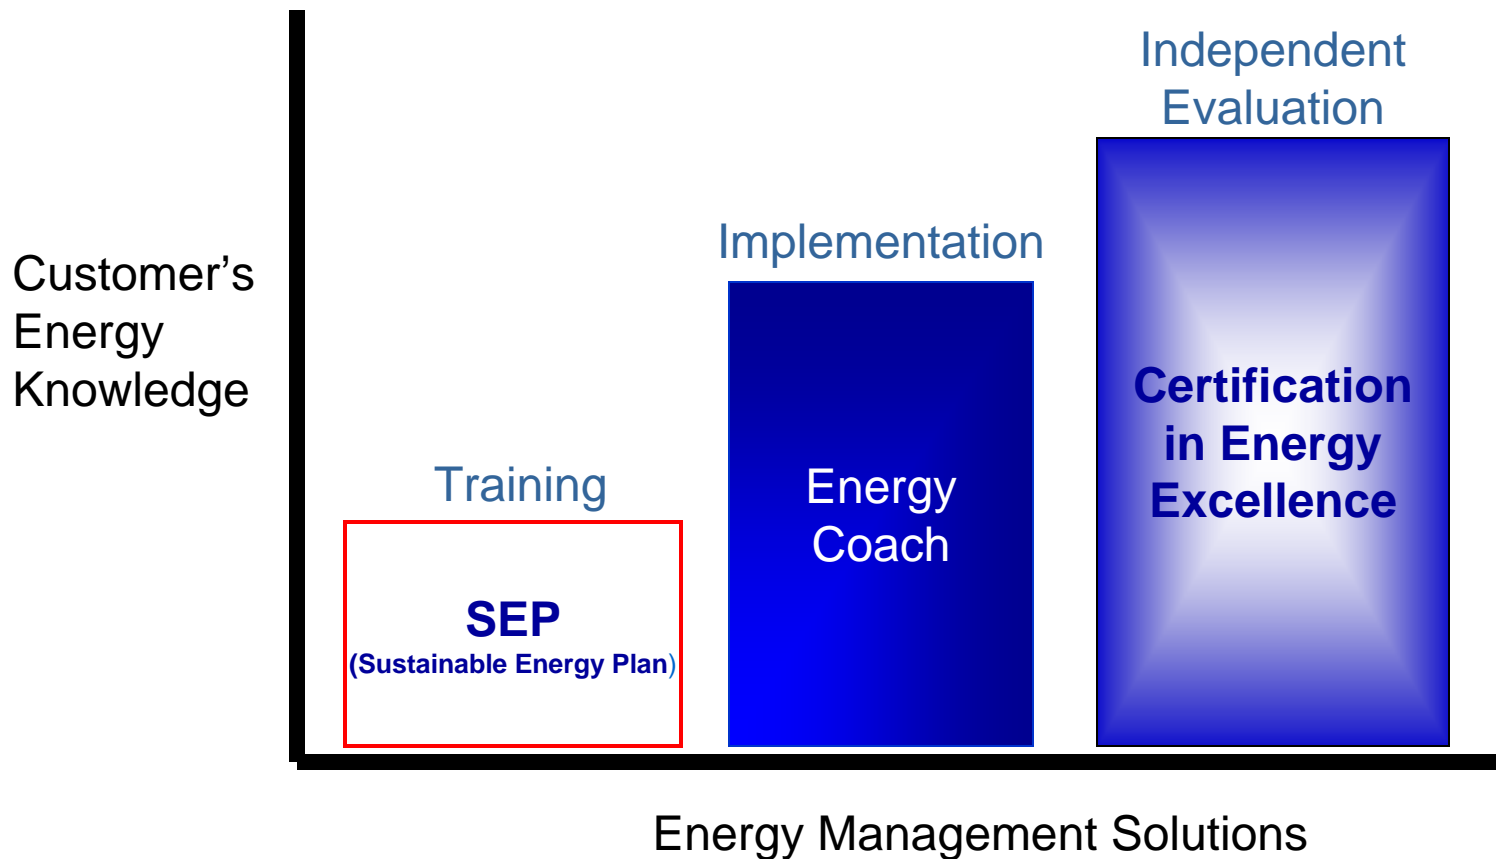 Independent
Evaluation
Implementation
Customer’s
Energy
Knowledge
Certification
in Energy
Excellence
Training
Energy
Coach
SEP
(Sustainable Energy Plan)
Energy Management Solutions